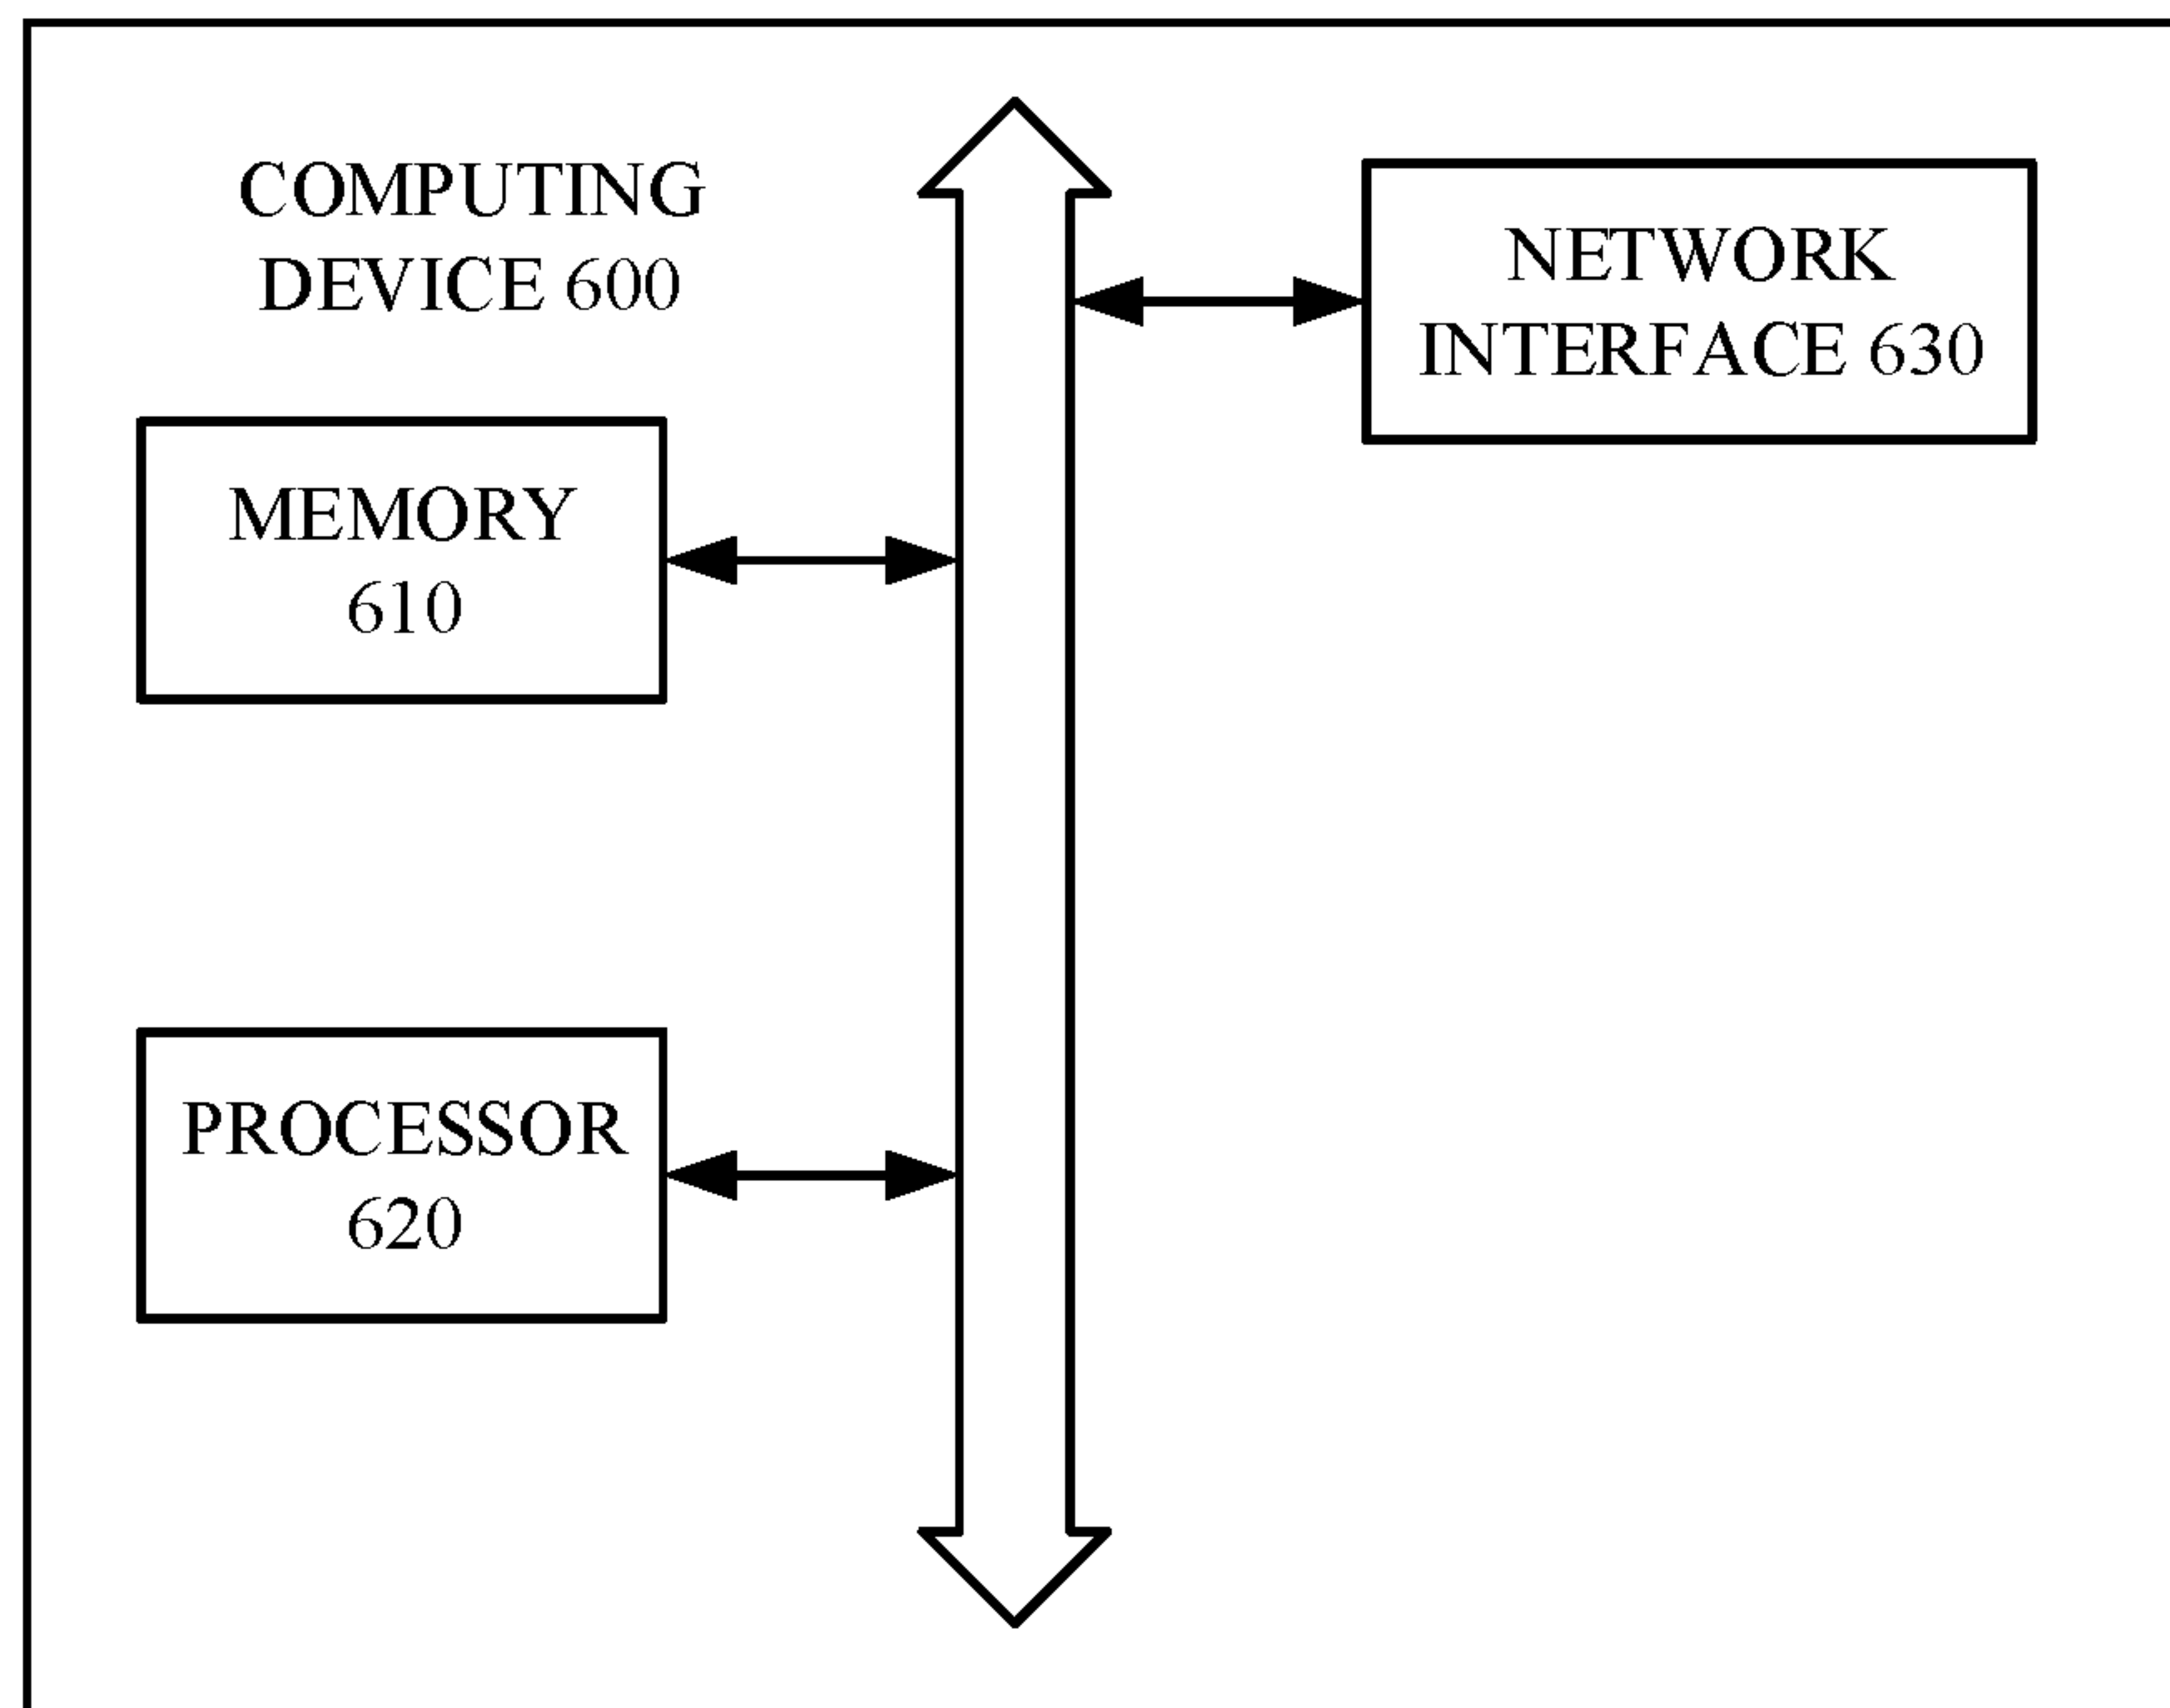 COMPUTING
DEVICE 600
NETWORK
INTERFACE 630
MEMORY
610
PROCESSOR
620